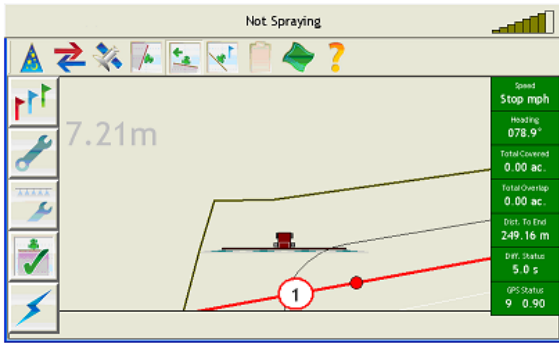 Not Spraying
?
7.21m
1
Speed
Stop mph
Heading
078.9°
Total Covered
0.00 ac.
Total Overlap
0.00 ac.
Dist. To End
249.16 m
Diff. Status
5.0 s
GPS Status
9 0.90